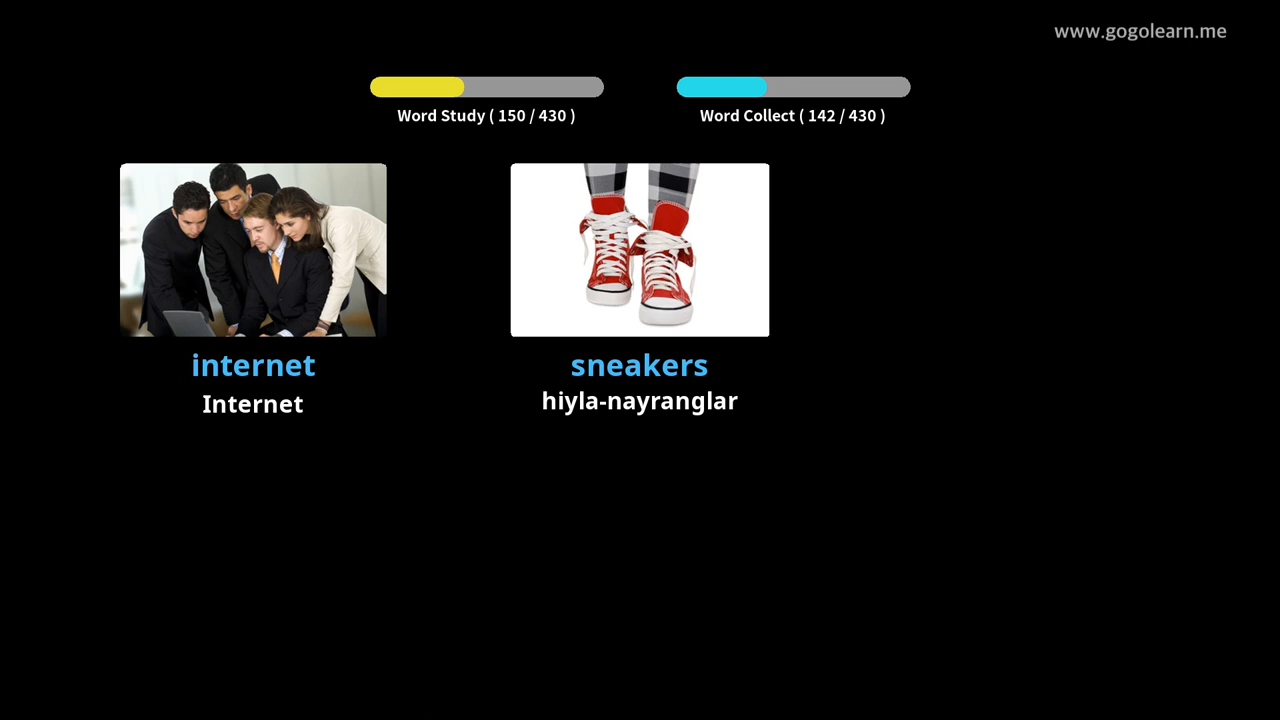 www.gogolearn.me
Word Study ( 150 / 430 )
Word Collect ( 142 / 430 )
internet
Internet
sneakers
hiyla-nayranglar